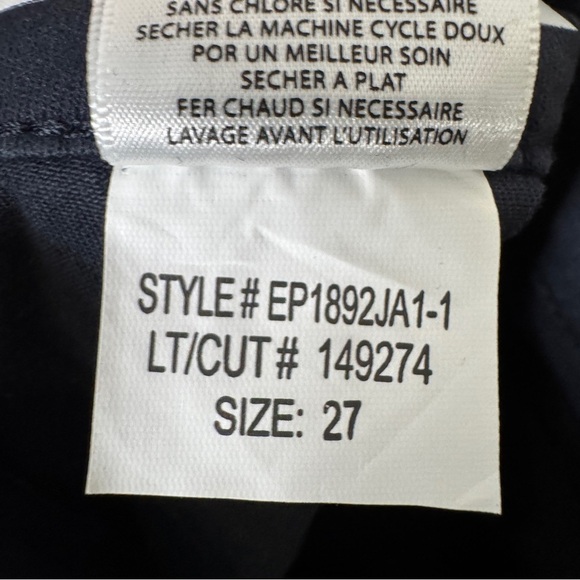 SANS CHLORE SI NECESSAIRE
SECHER LA MACHINE CYCLE DOUX
POR UN MEILLEUR SOIN
SECHER A PLAT
FER CHAUD SI NECESSAIRE
LAVAGE AVANT L'UTILISATION
STYLE# EP1892JA1-1
LT/CUT# 149274
SIZE: 27